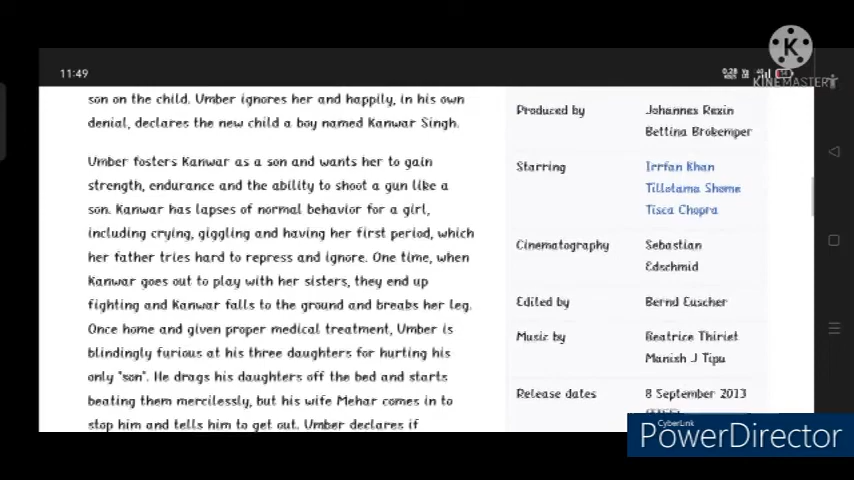 11:49
KINEMASTER
son on the child. Umber ignores her and happily, in his own
denial, declares the new child a boy named Kanwar Singh.
Umber fosters Kanwar as a son and wants her to gain
strength, endurance and the ability to shoot a gun like a
son. Kanwar has lapses of normal behavior for a girl,
including crying, giggling and having her first period, which
her father tries hard to repress and ignore. One time, when
Kanwar goes out to play with her sisters, they end up
fighting and Kanwar falls to the ground and breaks her leg.
Once home and given proper medical treatment, Umber is
blindingly furious at his three daughters for hurting his
only "son". He drags his daughters off the bed and starts
beating them mercilessly, but his wife Mehar comes in to
stop him and tells him to get out. Umber declares if
Produced by
Johannes Rexin
Bettina Brokemper
Starring
Irrfan Khan
Tillotama Shome
Tisca Chopra
Cinematography
Sebastian
Edschmid
Edited by
Bernd Euscher
Music by
Beatrice Thiriet
Manish J Tipu
Release dates
8 September 2013
CyberLink
PowerDirector